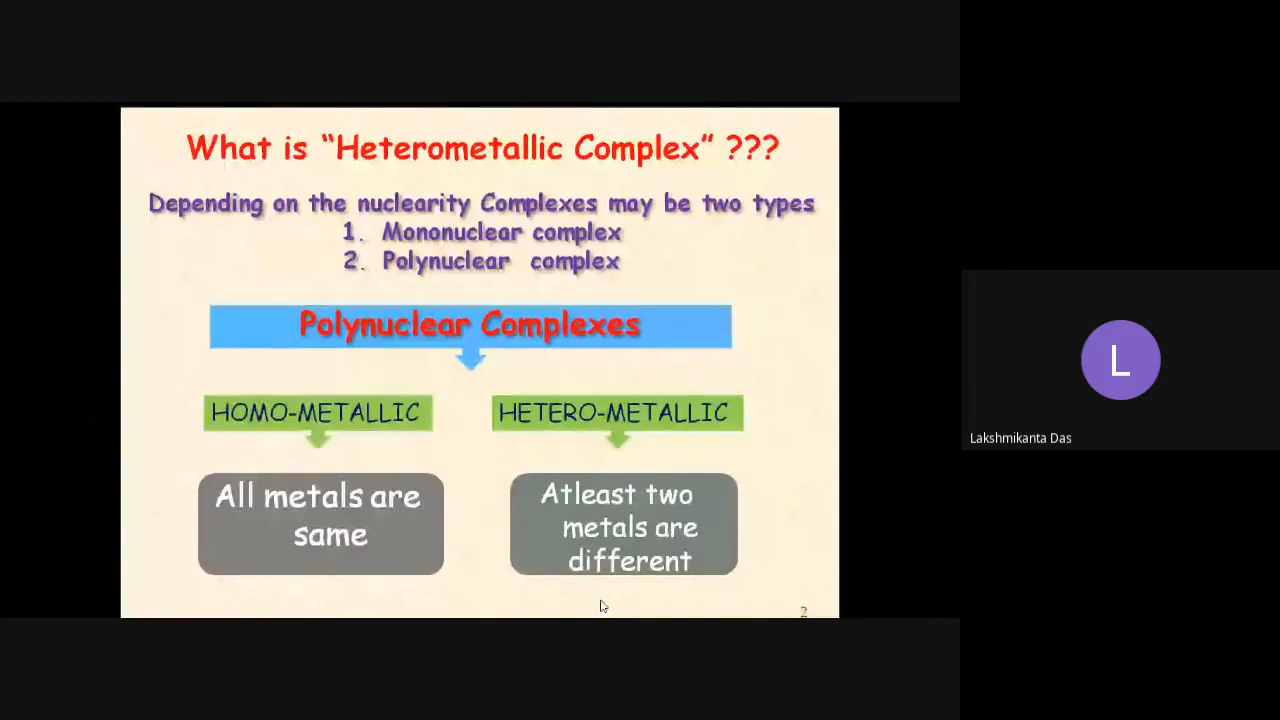 What is “Heterometallic Complex” ???
Depending on the nuclearity Complexes may be two types
1. Mononuclear complex
2. Polynuclear complex
Polynuclear Complexes
HOMO-METALLIC
HETERO-METALLIC
All metals are
same
Atleast two
metals are
different
2
L
Lakshmikanta Das